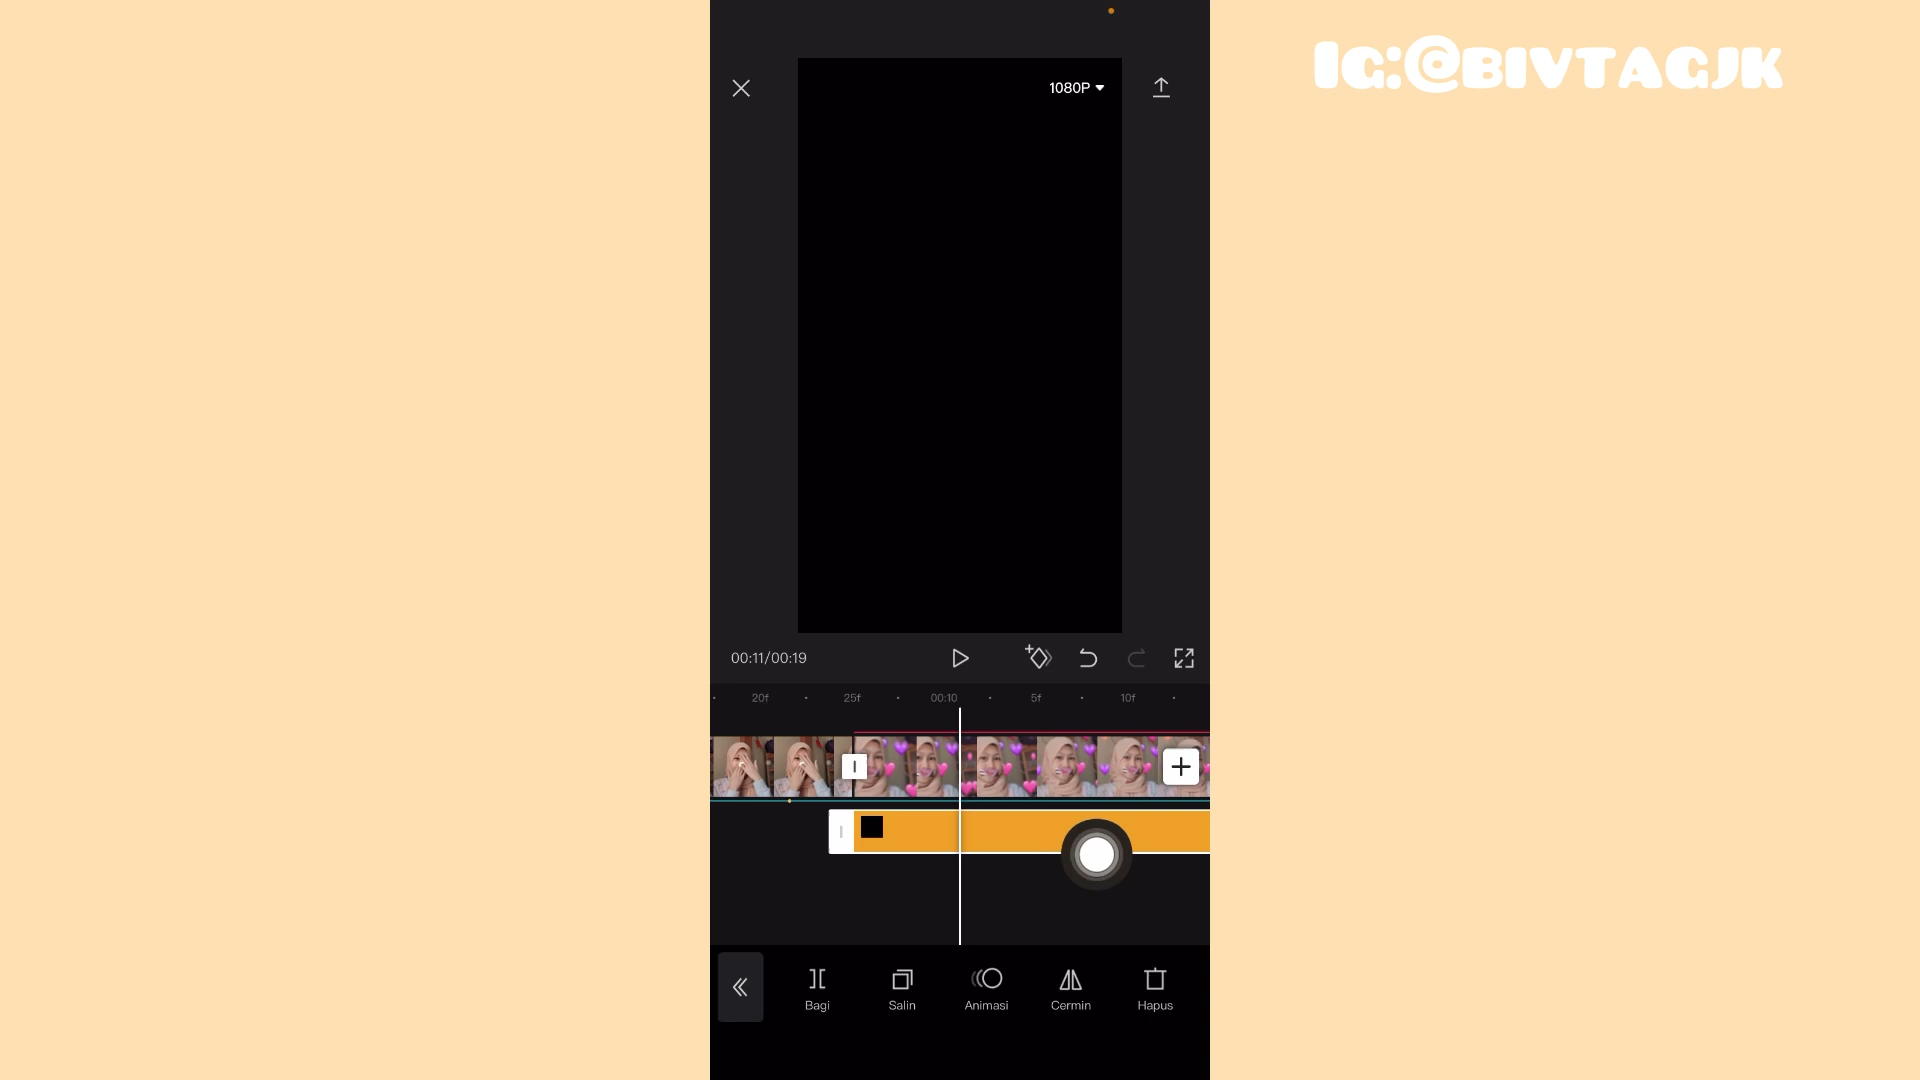 IG:@BIVTAGJK
1080P
00:11/00:19
20f 25f 00:10 5f 10f
Bagi Salin Animasi Cermin Hapus